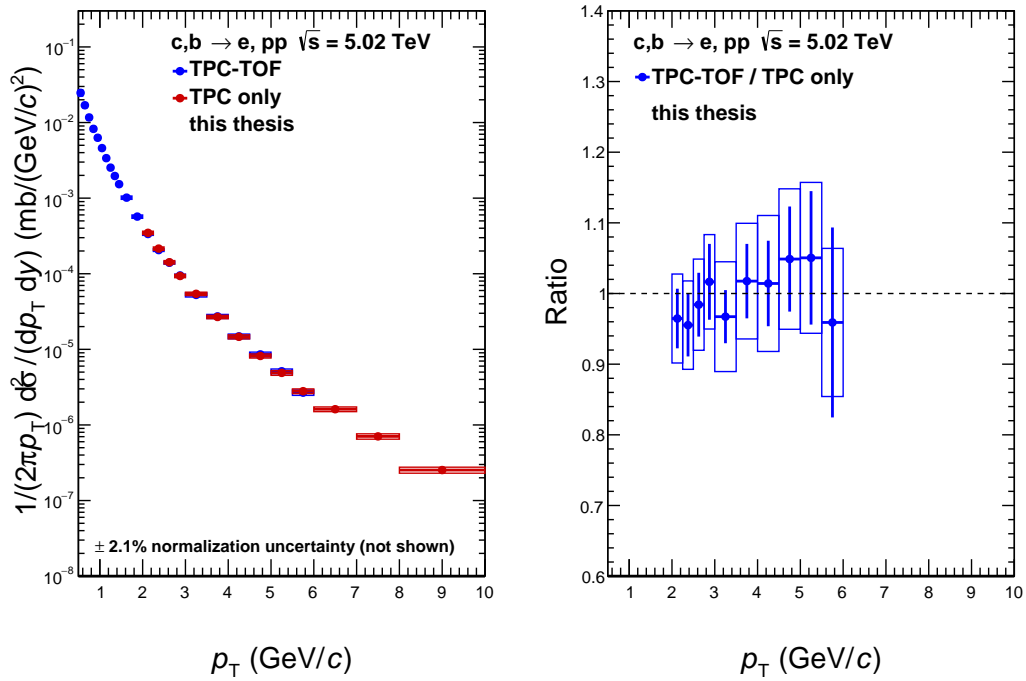 c,b → e, pp √s = 5.02 TeV
TPC-TOF
TPC only
this thesis
10⁻¹
10⁻²
10⁻³
10⁻⁴
10⁻⁵
10⁻⁶
10⁻⁷
10⁻⁸
1/(2πp_T) d²σ/(dp_T dy) (mb/(GeV/c)²)
± 2.1% normalization uncertainty (not shown)
1 2 3 4 5 6 7 8 9 10
p_T (GeV/c)
c,b → e, pp √s = 5.02 TeV
TPC-TOF / TPC only
this thesis
1.4
1.3
1.2
1.1
1
0.9
0.8
0.7
0.6
Ratio
1 2 3 4 5 6 7 8 9 10
p_T (GeV/c)